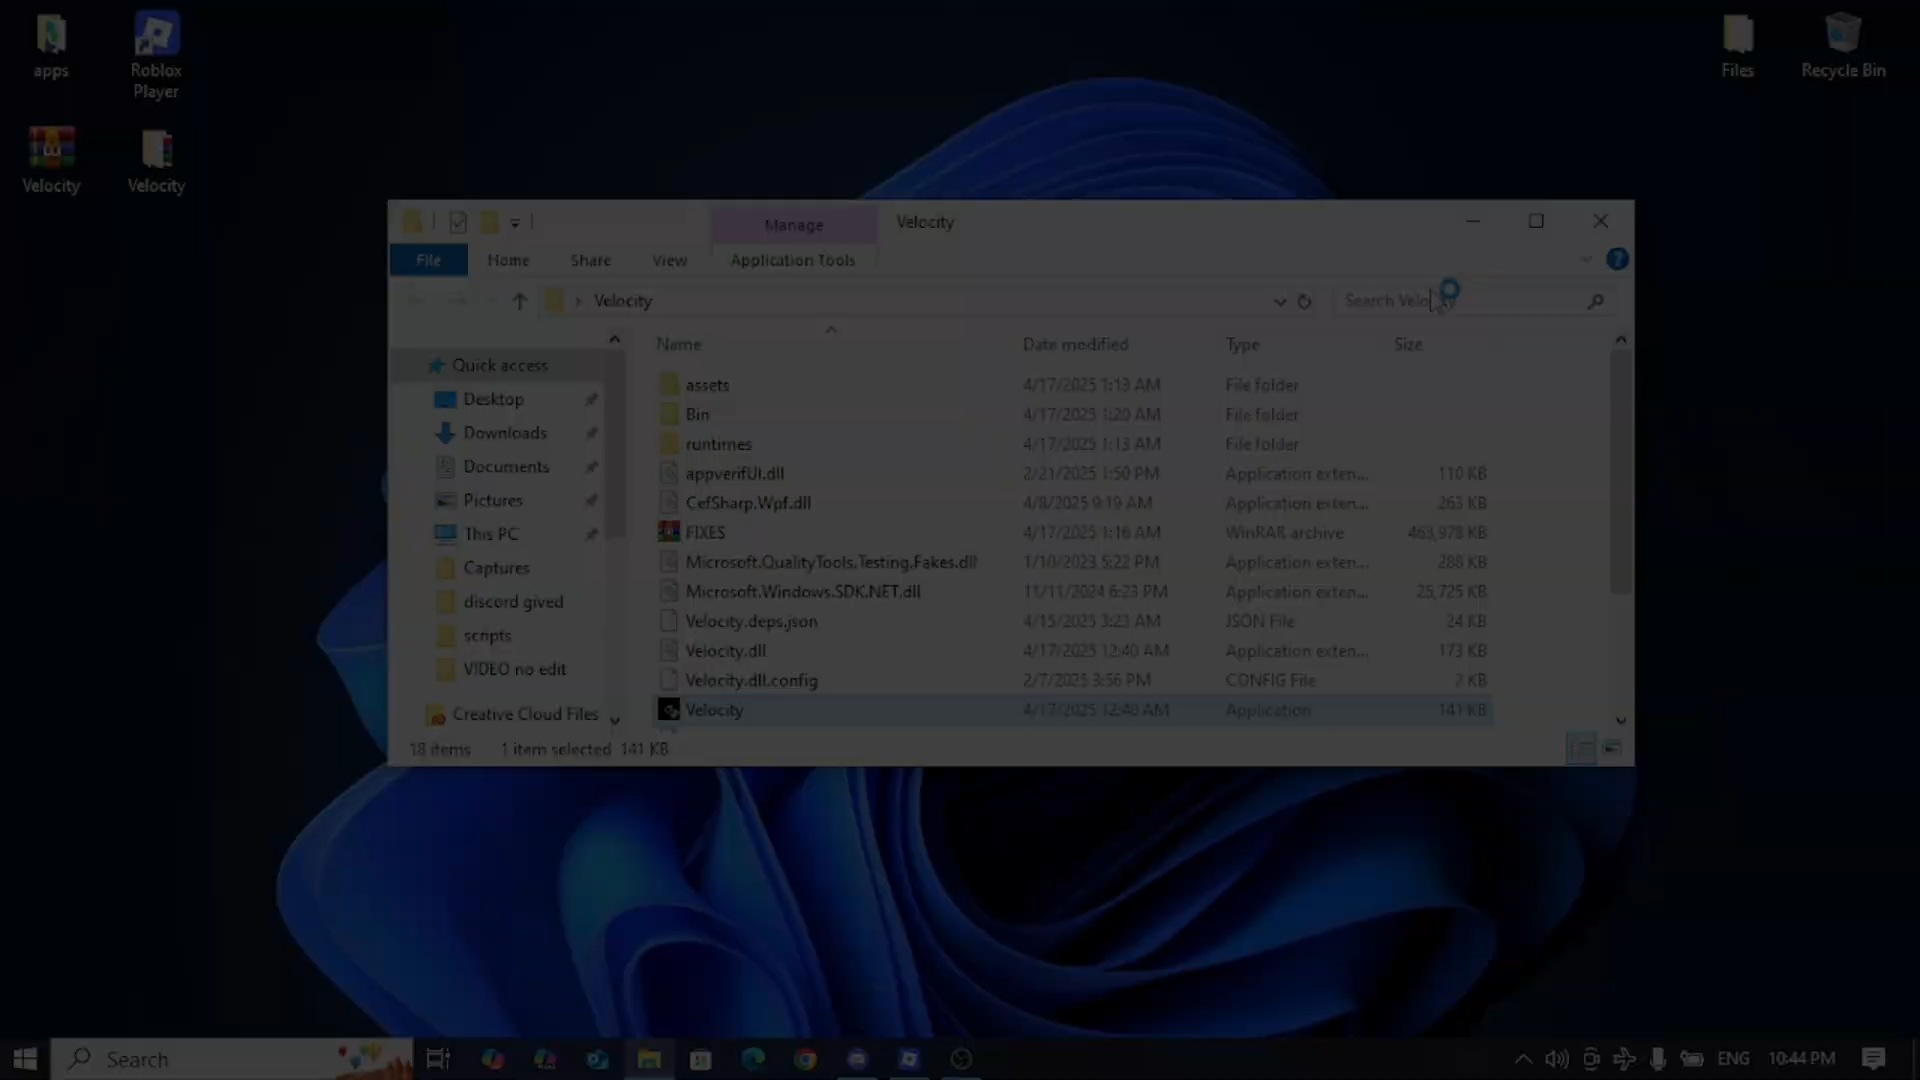 apps
Roblox
Player
Files
Recycle Bin
Velocity
Velocity
Manage
Velocity
File
Home
Share
View
Application Tools
Velocity
Search Velo
Name
Date modified
Type
Size
Quick access
Desktop
Downloads
Documents
Pictures
This PC
Captures
discord gived
scripts
VIDEO no edit
Creative Cloud Files
assets 4/17/2025 1:13 AM File folder
Bin 4/17/2025 1:20 AM File folder
runtimes 4/17/2025 1:13 AM File folder
appverifUI.dll 2/21/2025 1:50 PM Application exten... 110 KB
CefSharp.Wpf.dll 4/8/2025 9:19 AM Application exten... 263 KB
FIXES 4/17/2025 1:16 AM WinRAR archive 463,978 KB
Microsoft.QualityTools.Testing.Fakes.dll 1/10/2023 5:22 PM Application exten... 288 KB
Microsoft.Windows.SDK.NET.dll 11/11/2024 6:23 PM Application exten... 25,725 KB
Velocity.deps.json 4/15/2025 3:23 AM JSON File 24 KB
Velocity.dll 4/17/2025 12:40 AM Application exten... 173 KB
Velocity.dll.config 2/7/2025 3:56 PM CONFIG File 2 KB
Velocity 4/17/2025 12:40 AM Application 141 KB
18 items 1 item selected 141 KB
Search
ENG
10:44 PM